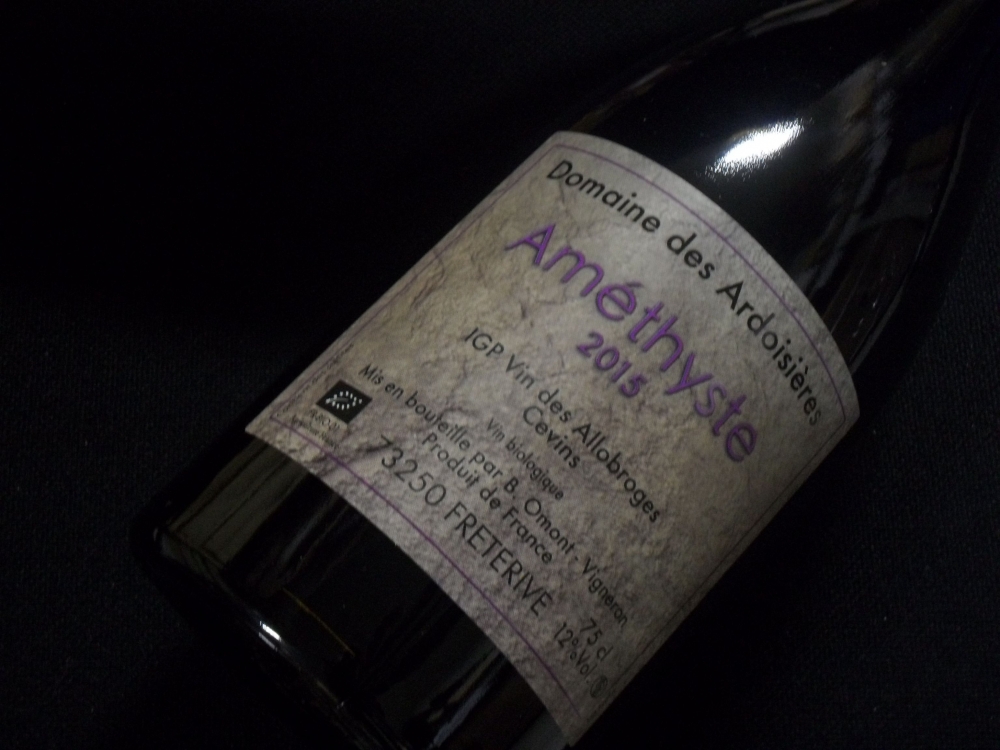 Domaine des Ardoisières
Améthyste
2015
IGP Vin des Allobroges
Cevins
Vin biologique
Mis en bouteille par B. Omont - Vigneron
Produit de France
73250 FRETERIVE
75 cl
12%Vol